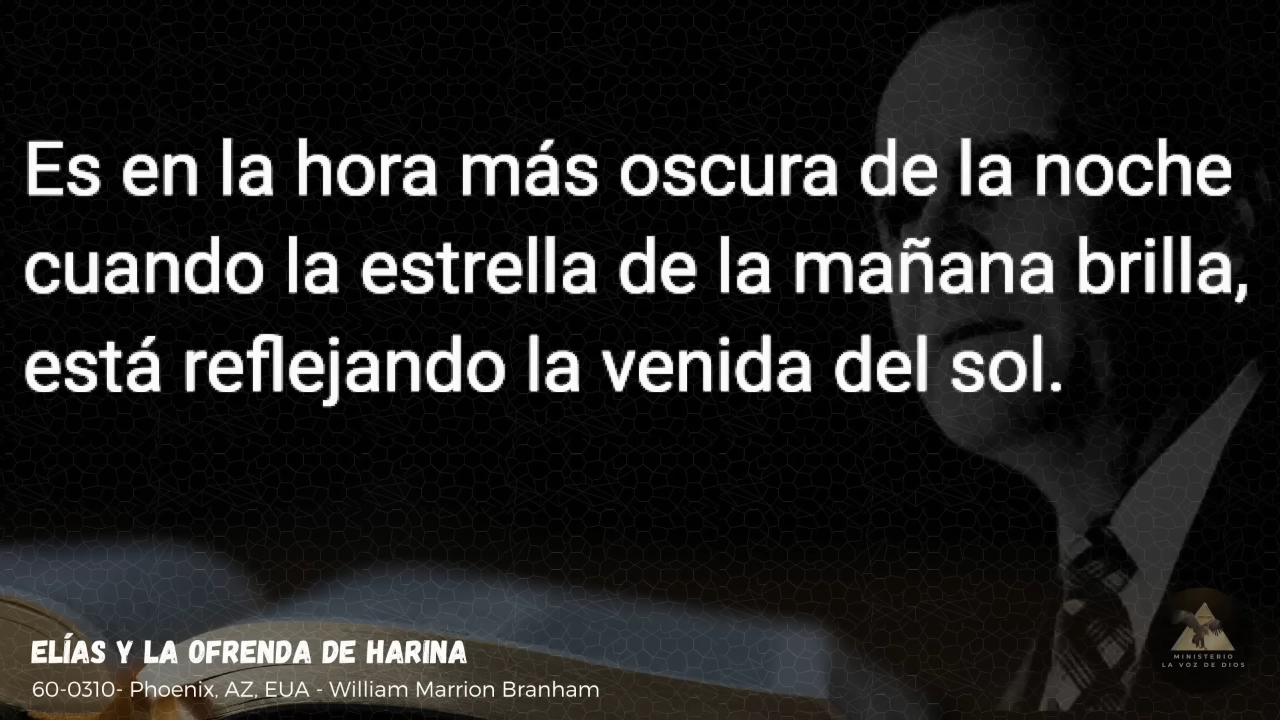 Es en la hora más oscura de la noche
cuando la estrella de la mañana brilla,
está reflejando la venida del sol.
ELÍAS Y LA OFRENDA DE HARINA
60-0310- Phoenix, AZ, EUA - William Marrion Branham
MINISTERIO
LA VOZ DE DIOS